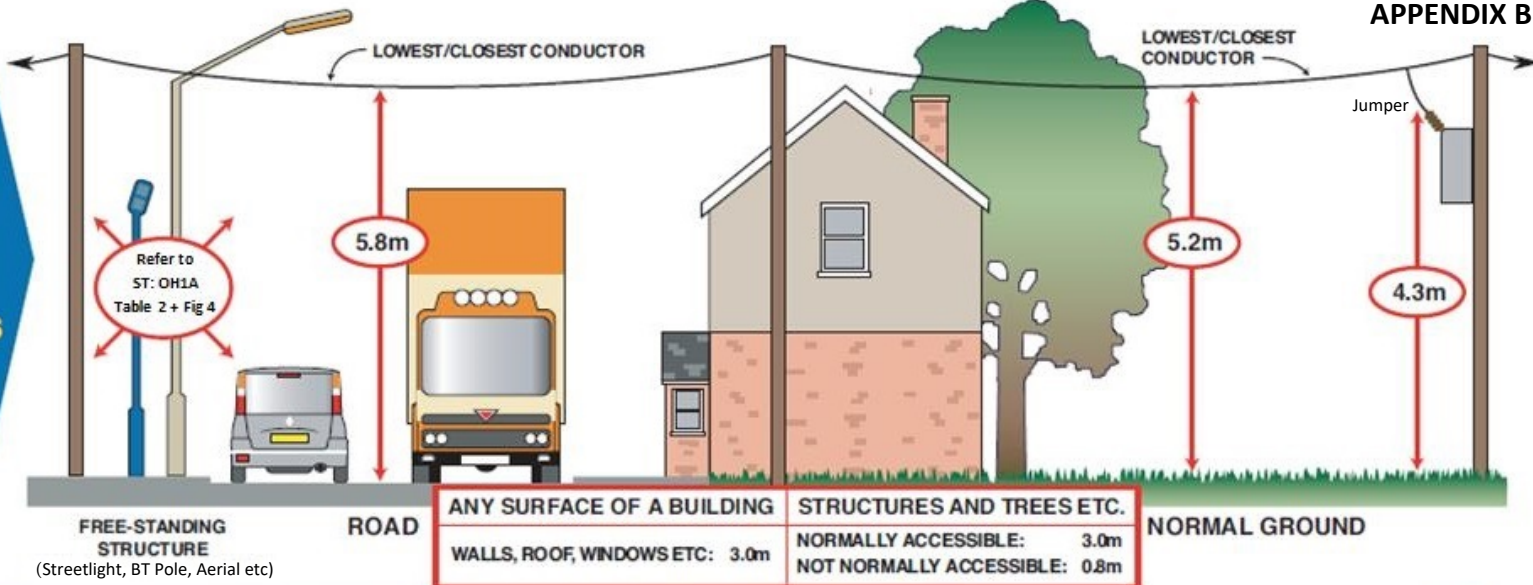 APPENDIX B
LOWEST/CLOSEST CONDUCTOR
LOWEST/CLOSEST
CONDUCTOR
Jumper
5.8m
5.2m
4.3m
Refer to
ST: OH1A
Table 2 + Fig 4
FREE-STANDING
STRUCTURE
(Streetlight, BT Pole, Aerial etc)
ROAD
ANY SURFACE OF A BUILDING
WALLS, ROOF, WINDOWS ETC: 3.0m
STRUCTURES AND TREES ETC.
NORMALLY ACCESSIBLE: 3.0m
NOT NORMALLY ACCESSIBLE: 0.8m
NORMAL GROUND